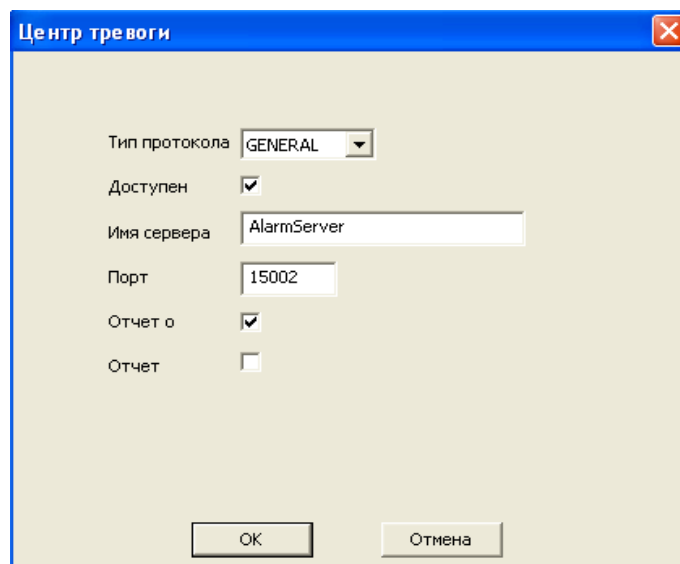 Центр тревоги
Тип протокола GENERAL
Доступен
Имя сервера AlarmServer
Порт 15002
Отчет о
Отчет
OK Отмена